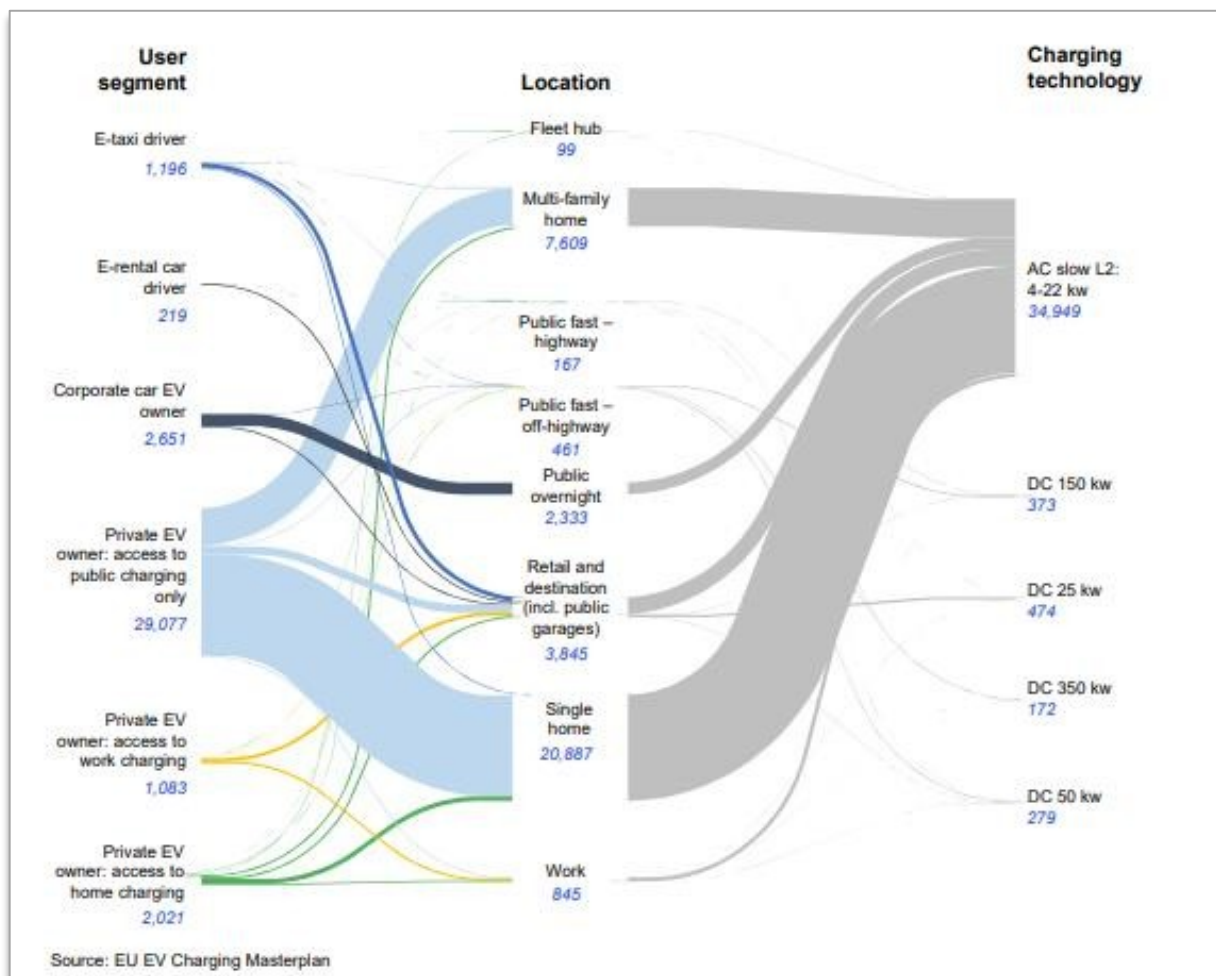 User
segment
E-taxi driver
1,196
E-rental car
driver
219
Corporate car EV
owner
2,651
Private EV
owner: access to
public charging
only
29,077
Private EV
owner: access to
work charging
1,083
Private EV
owner: access to
home charging
2,021
Location
Fleet hub
99
Multi-family
home
7,609
Public fast –
highway
167
Public fast –
off-highway
461
Public
overnight
2,333
Retail and
destination
(incl. public
garages)
3,845
Single
home
20,887
Work
845
Charging
technology
AC slow L2:
4-22 kw
34,949
DC 150 kw
373
DC 25 kw
474
DC 350 kw
172
DC 50 kw
279
Source: EU EV Charging Masterplan